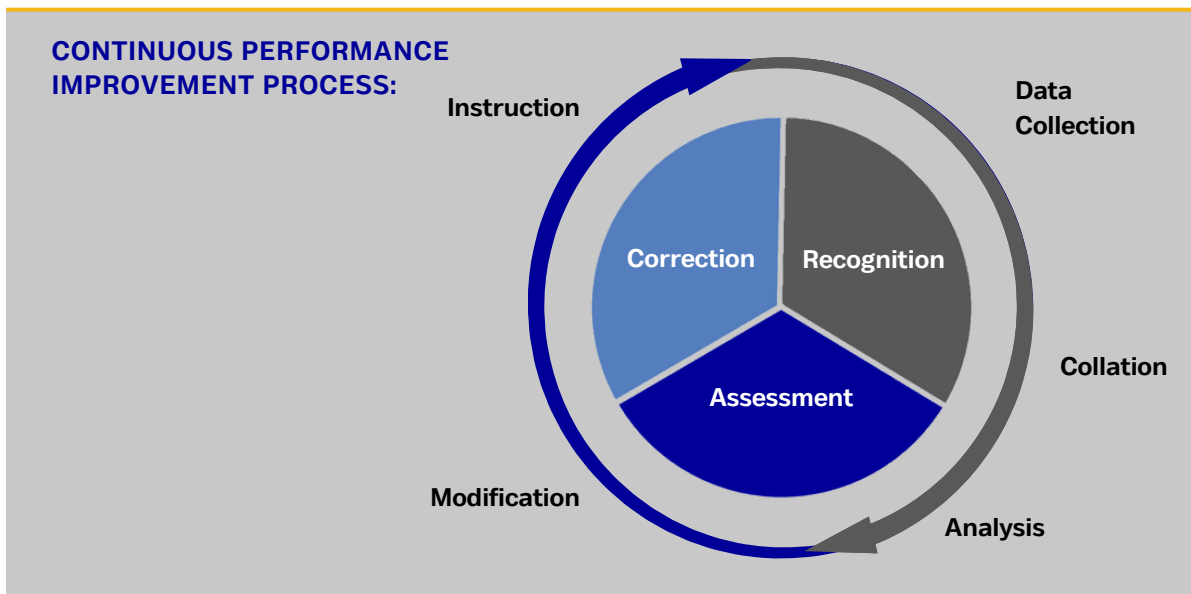 CONTINUOUS PERFORMANCE
IMPROVEMENT PROCESS:
Instruction
Data
Collection
Correction
Recognition
Collation
Assessment
Modification
Analysis